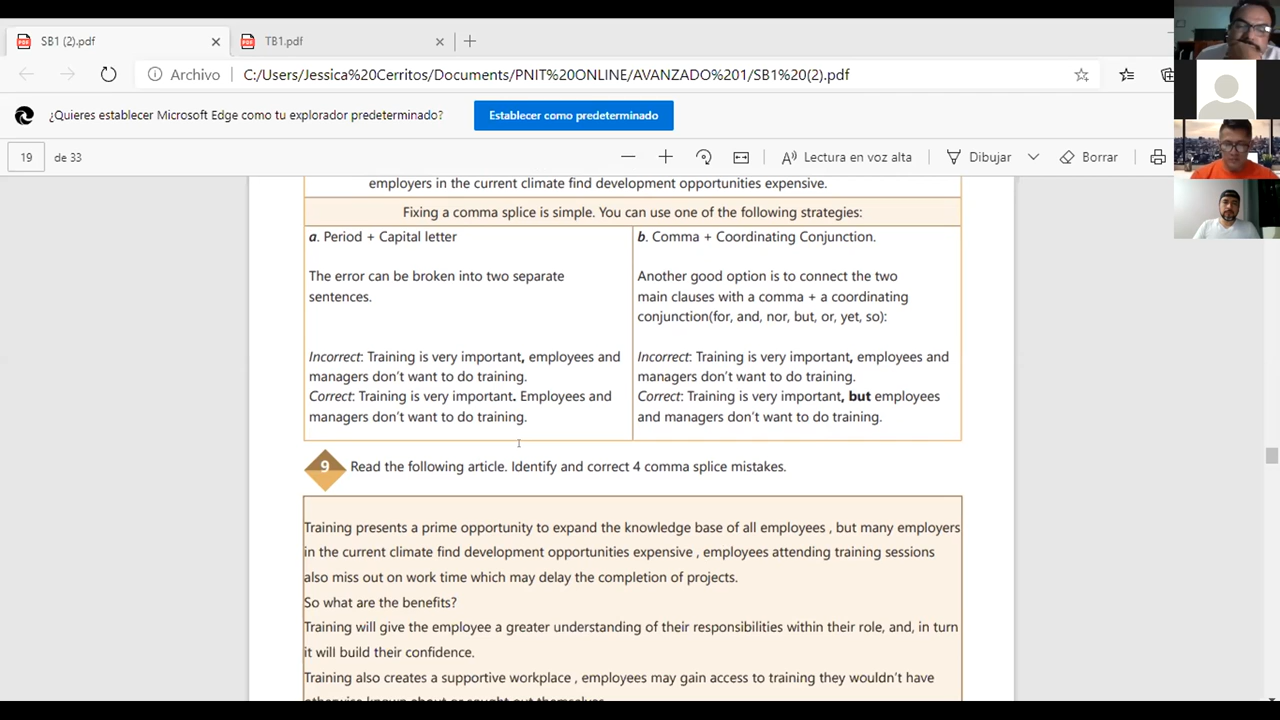 SB1 (2).pdf
TB1.pdf
Archivo C:/Users/Jessica%20Cerritos/Documents/PNIT%20ONLINE/AVANZADO%201/SB1%20(2).pdf
¿Quieres establecer Microsoft Edge como tu explorador predeterminado? Establecer como predeterminado
19 de 33 Lectura en voz alta Dibujar Borrar
employers in the current climate find development opportunities expensive.
Fixing a comma splice is simple. You can use one of the following strategies:
a. Period + Capital letter
The error can be broken into two separate
sentences.
Incorrect: Training is very important, employees and
managers don't want to do training.
Correct: Training is very important. Employees and
managers don't want to do training.
b. Comma + Coordinating Conjunction.
Another good option is to connect the two
main clauses with a comma + a coordinating
conjunction(for, and, nor, but, or, yet, so):
Incorrect: Training is very important, employees and
managers don't want to do training.
Correct: Training is very important, but employees
and managers don't want to do training.
9 Read the following article. Identify and correct 4 comma splice mistakes.
Training presents a prime opportunity to expand the knowledge base of all employees , but many employers
in the current climate find development opportunities expensive , employees attending training sessions
also miss out on work time which may delay the completion of projects.
So what are the benefits?
Training will give the employee a greater understanding of their responsibilities within their role, and, in turn
it will build their confidence.
Training also creates a supportive workplace , employees may gain access to training they wouldn't have
otherwise known about or sought out themselves.